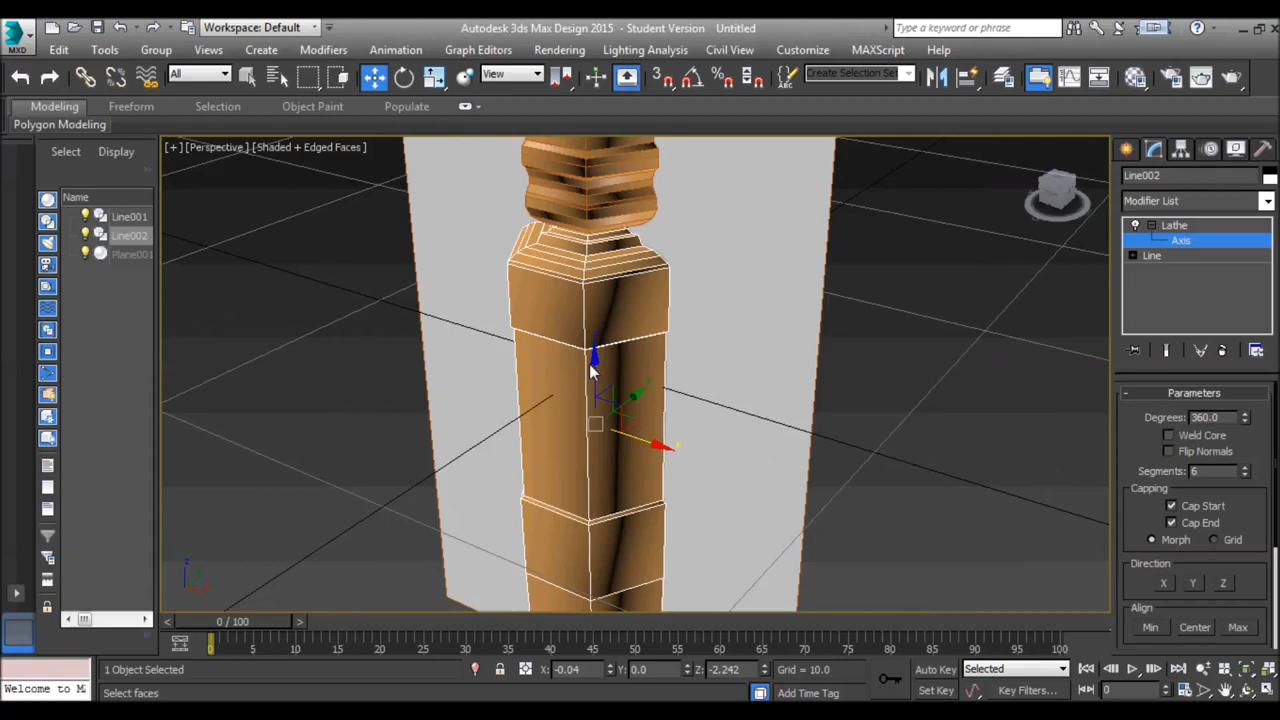 Workspace: Default
Autodesk 3ds Max Design 2015 - Student Version Untitled
Type a keyword or phrase
MXD
Edit Tools Group Views Create Modifiers Animation Graph Editors Rendering Lighting Analysis Civil View Customize MAXScript Help
All
View
3
ABC
Create Selection Se
Modeling Freeform Selection Object Paint Populate
Polygon Modeling
Select Display
Name
Line001
Line002
Plane001
[+] [Perspective] [Shaded + Edged Faces]
x
z
Line002
Modifier List
Lathe
Axis
Line
Parameters
Degrees: 360.0
Weld Core
Flip Normals
Segments: 6
Capping
Cap Start
Cap End
Morph Grid
Direction
X Y Z
Align
Min Center Max
0 / 100
0 5 10 15 20 25 30 35 40 45 50 55 60 65 70 75 80 85 90 95 100
1 Object Selected
X: -0.04 Y: 0.0 Z: -2.242 Grid = 10.0
Auto Key Selected
Welcome to M
Select faces
Add Time Tag
Set Key Key Filters... 0